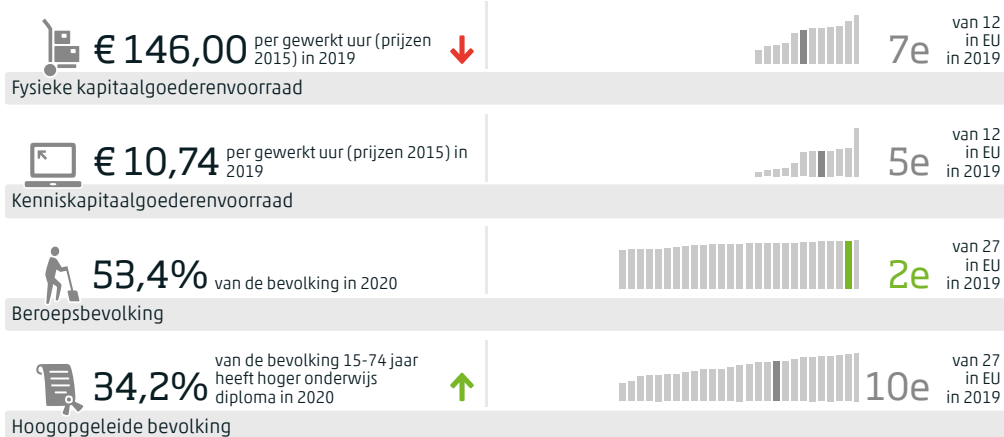 € 146,00 per gewerkt uur (prijzen
2015) in 2019
7e
van 12
in EU
in 2019
Fysieke kapitaalgoederenvoorraad
€ 10,74 per gewerkt uur (prijzen 2015) in
2019
5e
van 12
in EU
in 2019
Kenniskapitaalgoederenvoorraad
53,4% van de bevolking in 2020
2e
van 27
in EU
in 2019
Beroepsbevolking
34,2%
van de bevolking 15-74 jaar
heeft hoger onderwijs
diploma in 2020
10e
van 27
in EU
in 2019
Hoogopgeleide bevolking